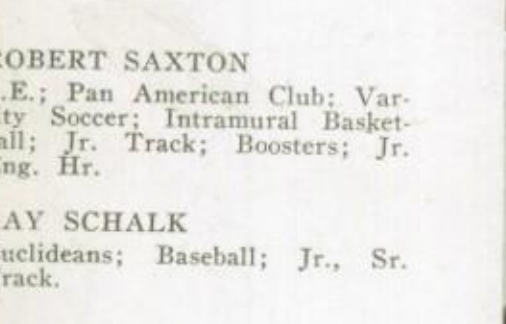 OBERT SAXTON
.E.; Pan American Club; Var-
ity Soccer; Intramural Basket-
all; Jr. Track; Boosters; Jr.
ng. Hr.
AY SCHALK
uclideans; Baseball; Jr., Sr.
rack.